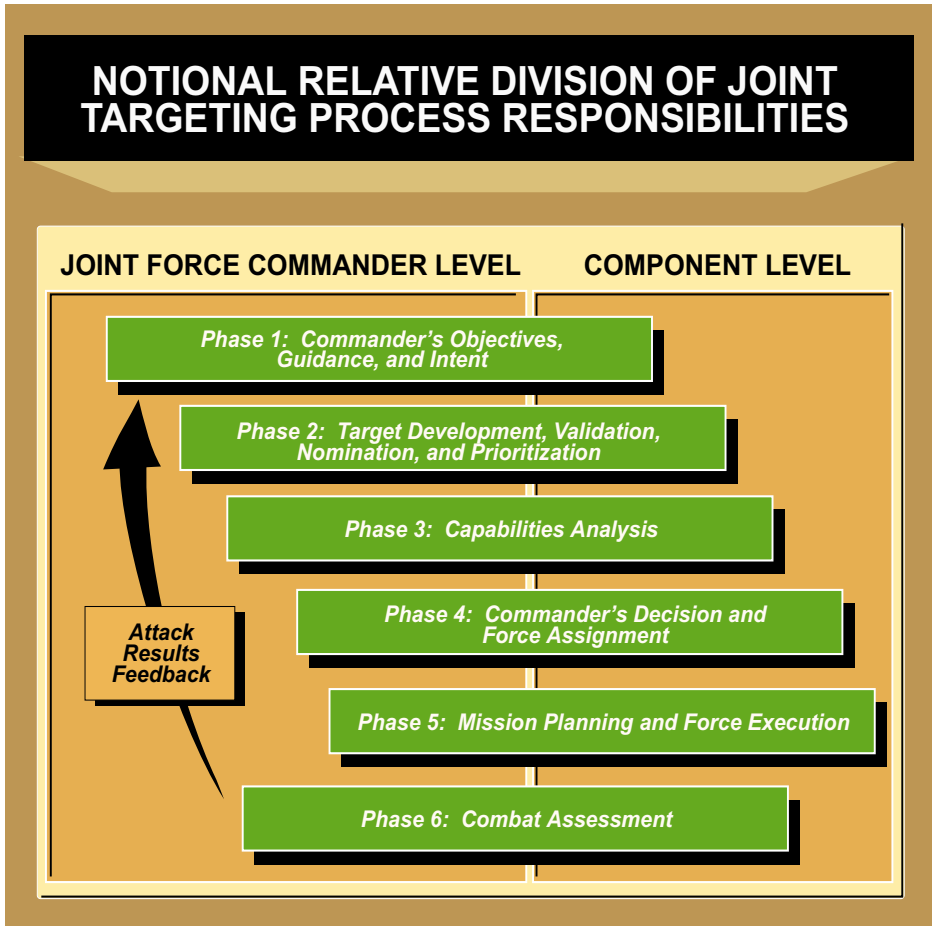 NOTIONAL RELATIVE DIVISION OF JOINT
TARGETING PROCESS RESPONSIBILITIES
JOINT FORCE COMMANDER LEVEL
COMPONENT LEVEL
Phase 1: Commander's Objectives,
Guidance, and Intent
Phase 2: Target Development, Validation,
Nomination, and Prioritization
Phase 3: Capabilities Analysis
Phase 4: Commander's Decision and
Force Assignment
Attack
Results
Feedback
Phase 5: Mission Planning and Force Execution
Phase 6: Combat Assessment